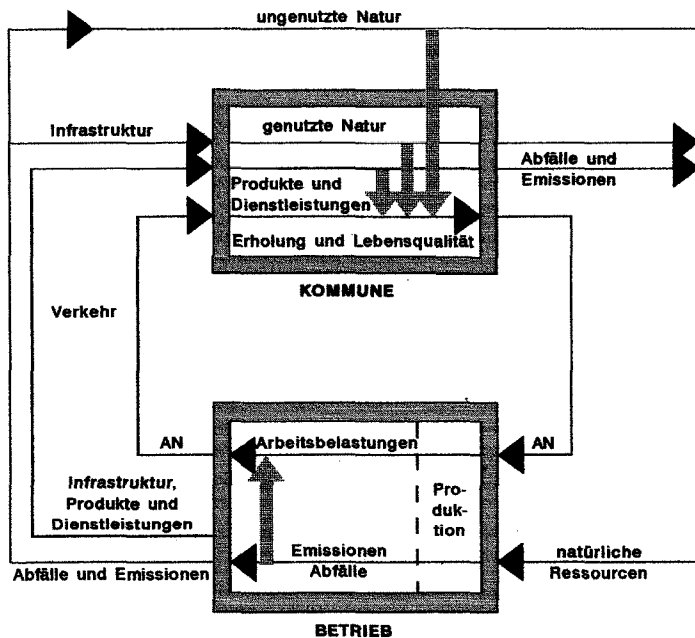 ungenutzte Natur
Infrastruktur
genutzte Natur
Abfälle und
Emissionen
Produkte und
Dienstleistungen
Erholung und Lebensqualität
KOMMUNE
Verkehr
AN
Arbeitsbelastungen
AN
Infrastruktur,
Produkte und
Dienstleistungen
Pro-
duk-
tion
Emissionen
Abfälle
Abfälle und Emissionen
natürliche
Ressourcen
BETRIEB